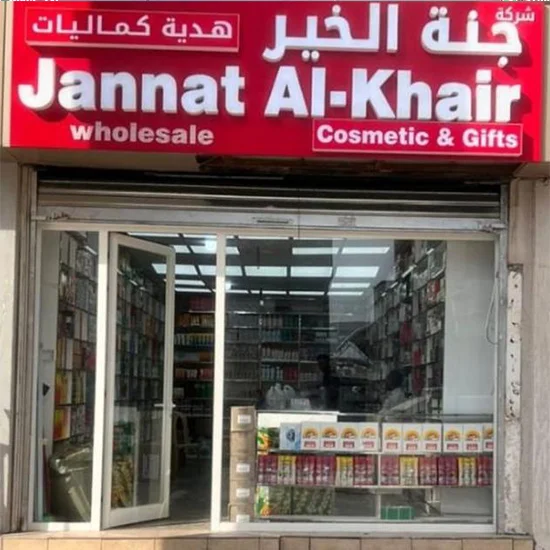 شركة
جنة الخير
هدية كماليات
Jannat Al-Khair
wholesale
Cosmetic & Gifts